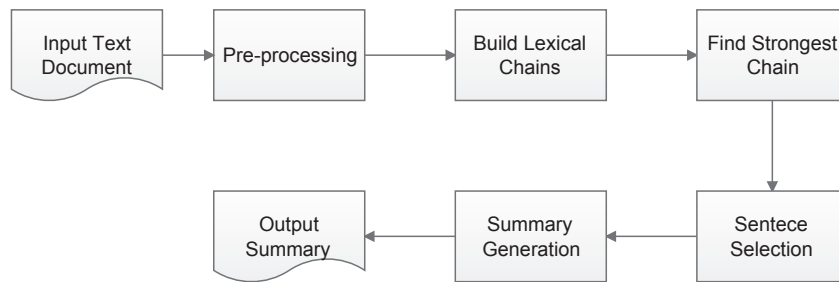 Input Text
Document
Pre-processing
Build Lexical
Chains
Find Strongest
Chain
Sentece
Selection
Summary
Generation
Output
Summary